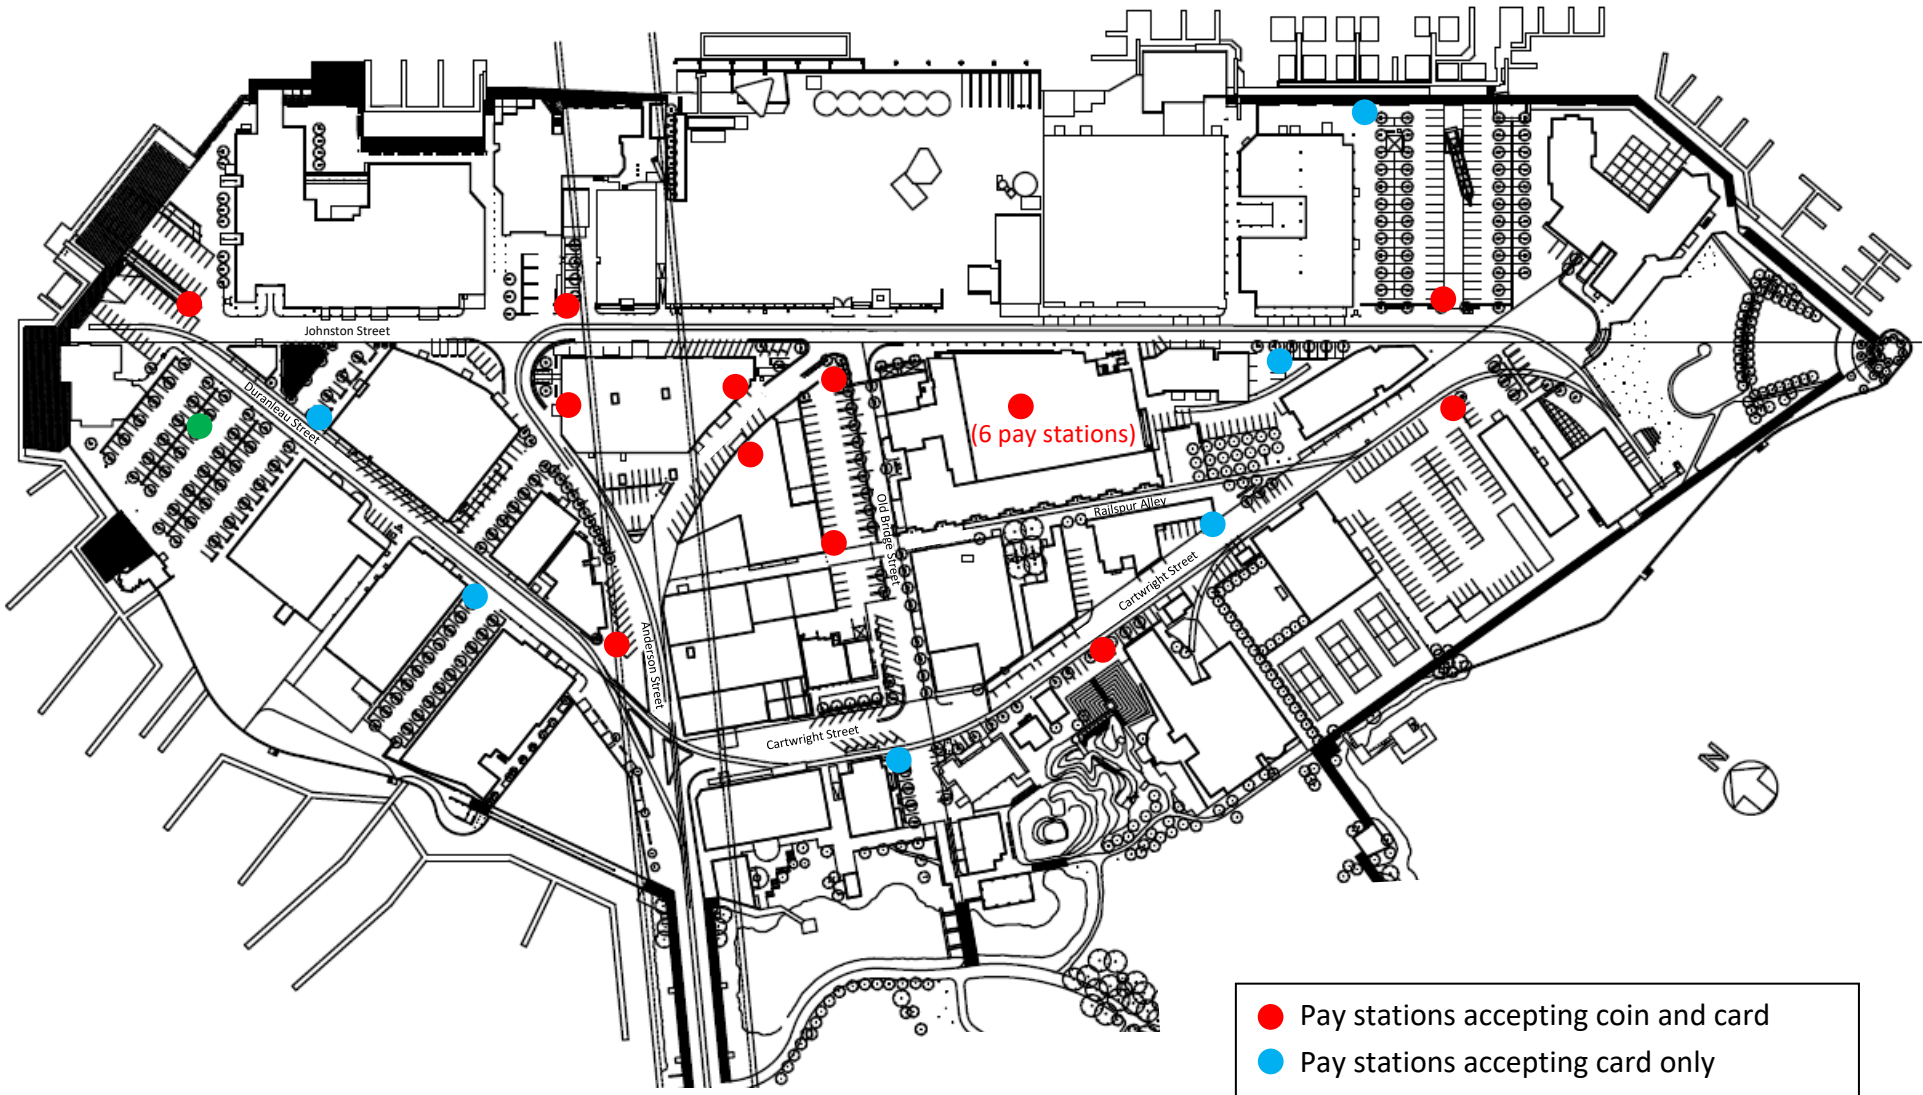 Johnston Street
Duranleau Street
(6 pay stations)
Old Bridge Street
Railspur Alley
Cartwright Street
Anderson Street
Cartwright Street
N
Pay stations accepting coin and card
Pay stations accepting card only